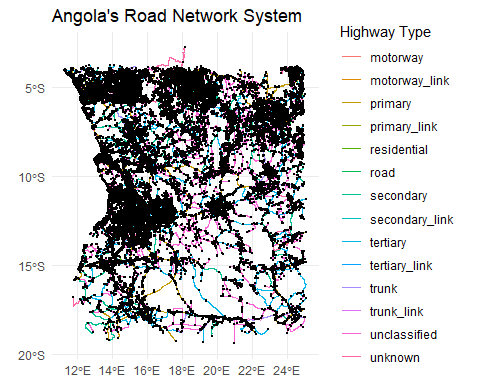 Angola's Road Network System
Highway Type
motorway
motorway_link
primary
primary_link
residential
road
secondary
secondary_link
tertiary
tertiary_link
trunk
trunk_link
unclassified
unknown
5°S
10°S
15°S
20°S
12°E 14°E 16°E 18°E 20°E 22°E 24°E